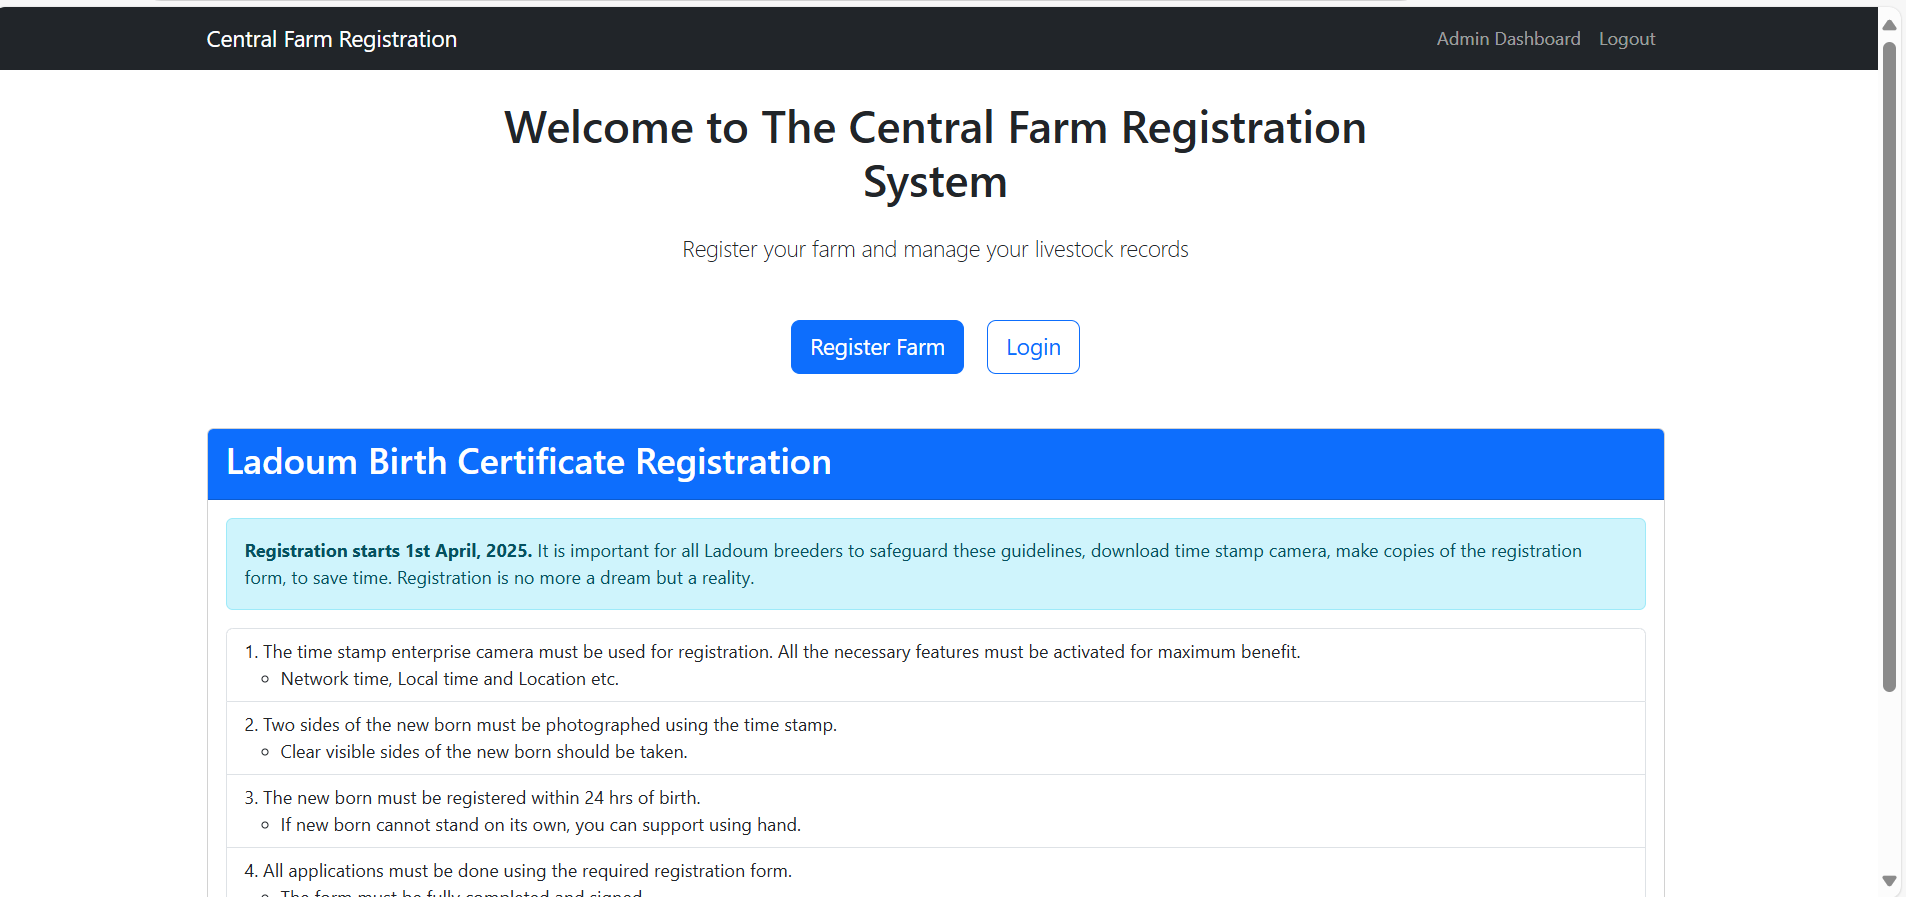 Central Farm Registration
Admin Dashboard Logout
Welcome to The Central Farm Registration
System
Register your farm and manage your livestock records
Register Farm Login
Ladoum Birth Certificate Registration
Registration starts 1st April, 2025. It is important for all Ladoum breeders to safeguard these guidelines, download time stamp camera, make copies of the registration
form, to save time. Registration is no more a dream but a reality.
1. The time stamp enterprise camera must be used for registration. All the necessary features must be activated for maximum benefit.
Network time, Local time and Location etc.
2. Two sides of the new born must be photographed using the time stamp.
Clear visible sides of the new born should be taken.
3. The new born must be registered within 24 hrs of birth.
If new born cannot stand on its own, you can support using hand.
4. All applications must be done using the required registration form.
The form must be fully completed and signed